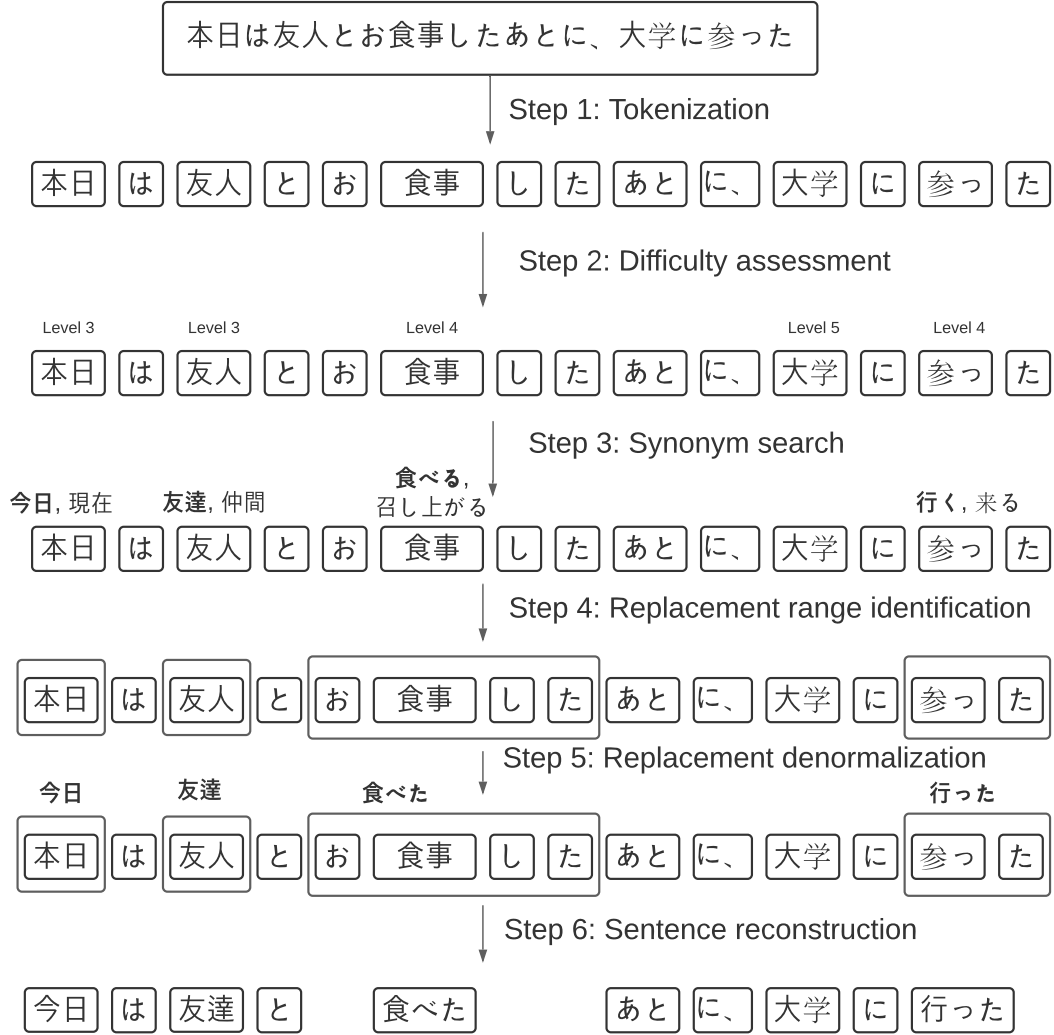 本日は友人とお食事したあとに、大学に参った
Step 1: Tokenization
本日 は 友人 と お 食事 し た あと に、 大学 に 参っ た
Step 2: Difficulty assessment
Level 3 Level 3 Level 4 Level 5 Level 4
本日 は 友人 と お 食事 し た あと に、 大学 に 参っ た
Step 3: Synonym search
食べる,
今日, 現在 友達, 仲間 召し上がる 行く, 来る
本日 は 友人 と お 食事 し た あと に、 大学 に 参っ た
Step 4: Replacement range identification
本日 は 友人 と お 食事 し た あと に、 大学 に 参っ た
Step 5: Replacement denormalization
今日 友達 食べた 行った
本日 は 友人 と お 食事 し た あと に、 大学 に 参っ た
Step 6: Sentence reconstruction
今日 は 友達 と 食べた あと に、 大学 に 行った